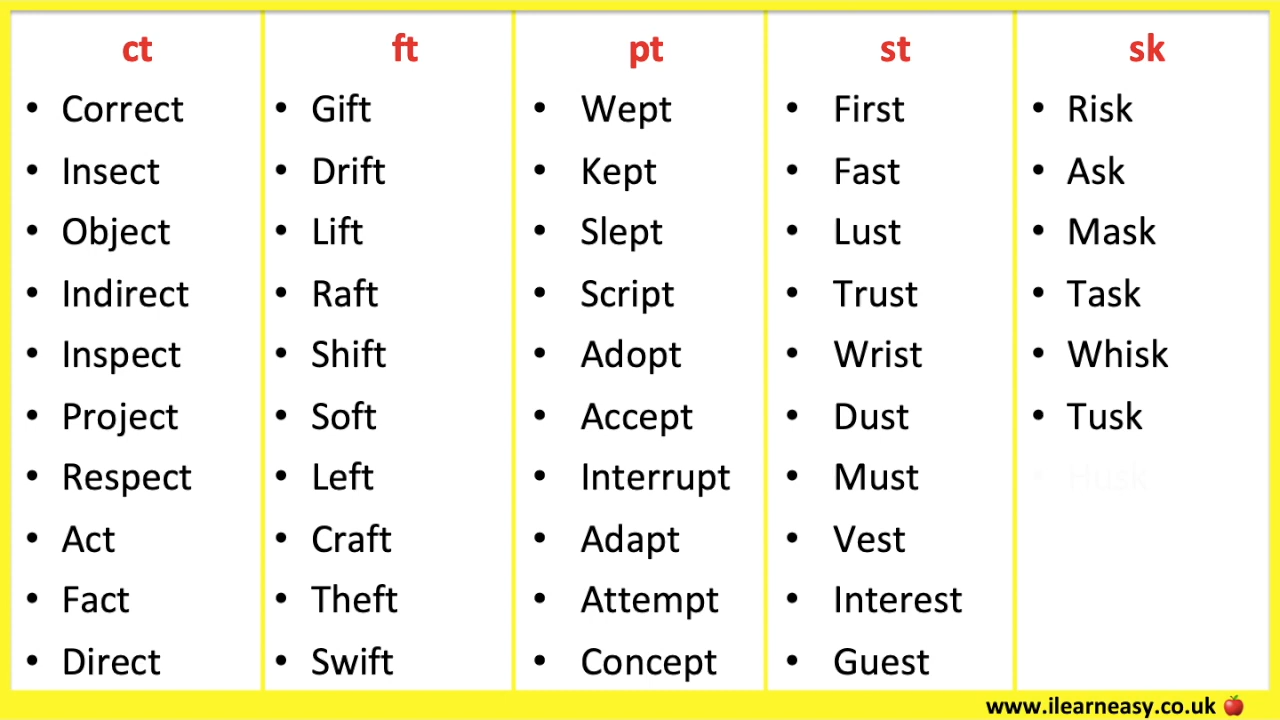 ct
• Correct
• Insect
• Object
• Indirect
• Inspect
• Project
• Respect
• Act
• Fact
• Direct
ft
• Gift
• Drift
• Lift
• Raft
• Shift
• Soft
• Left
• Craft
• Theft
• Swift
pt
• Wept
• Kept
• Slept
• Script
• Adopt
• Accept
• Interrupt
• Adapt
• Attempt
• Concept
st
• First
• Fast
• Lust
• Trust
• Wrist
• Dust
• Must
• Vest
• Interest
• Guest
sk
• Risk
• Ask
• Mask
• Task
• Whisk
• Tusk
• Husk
www.ilearneasy.co.uk